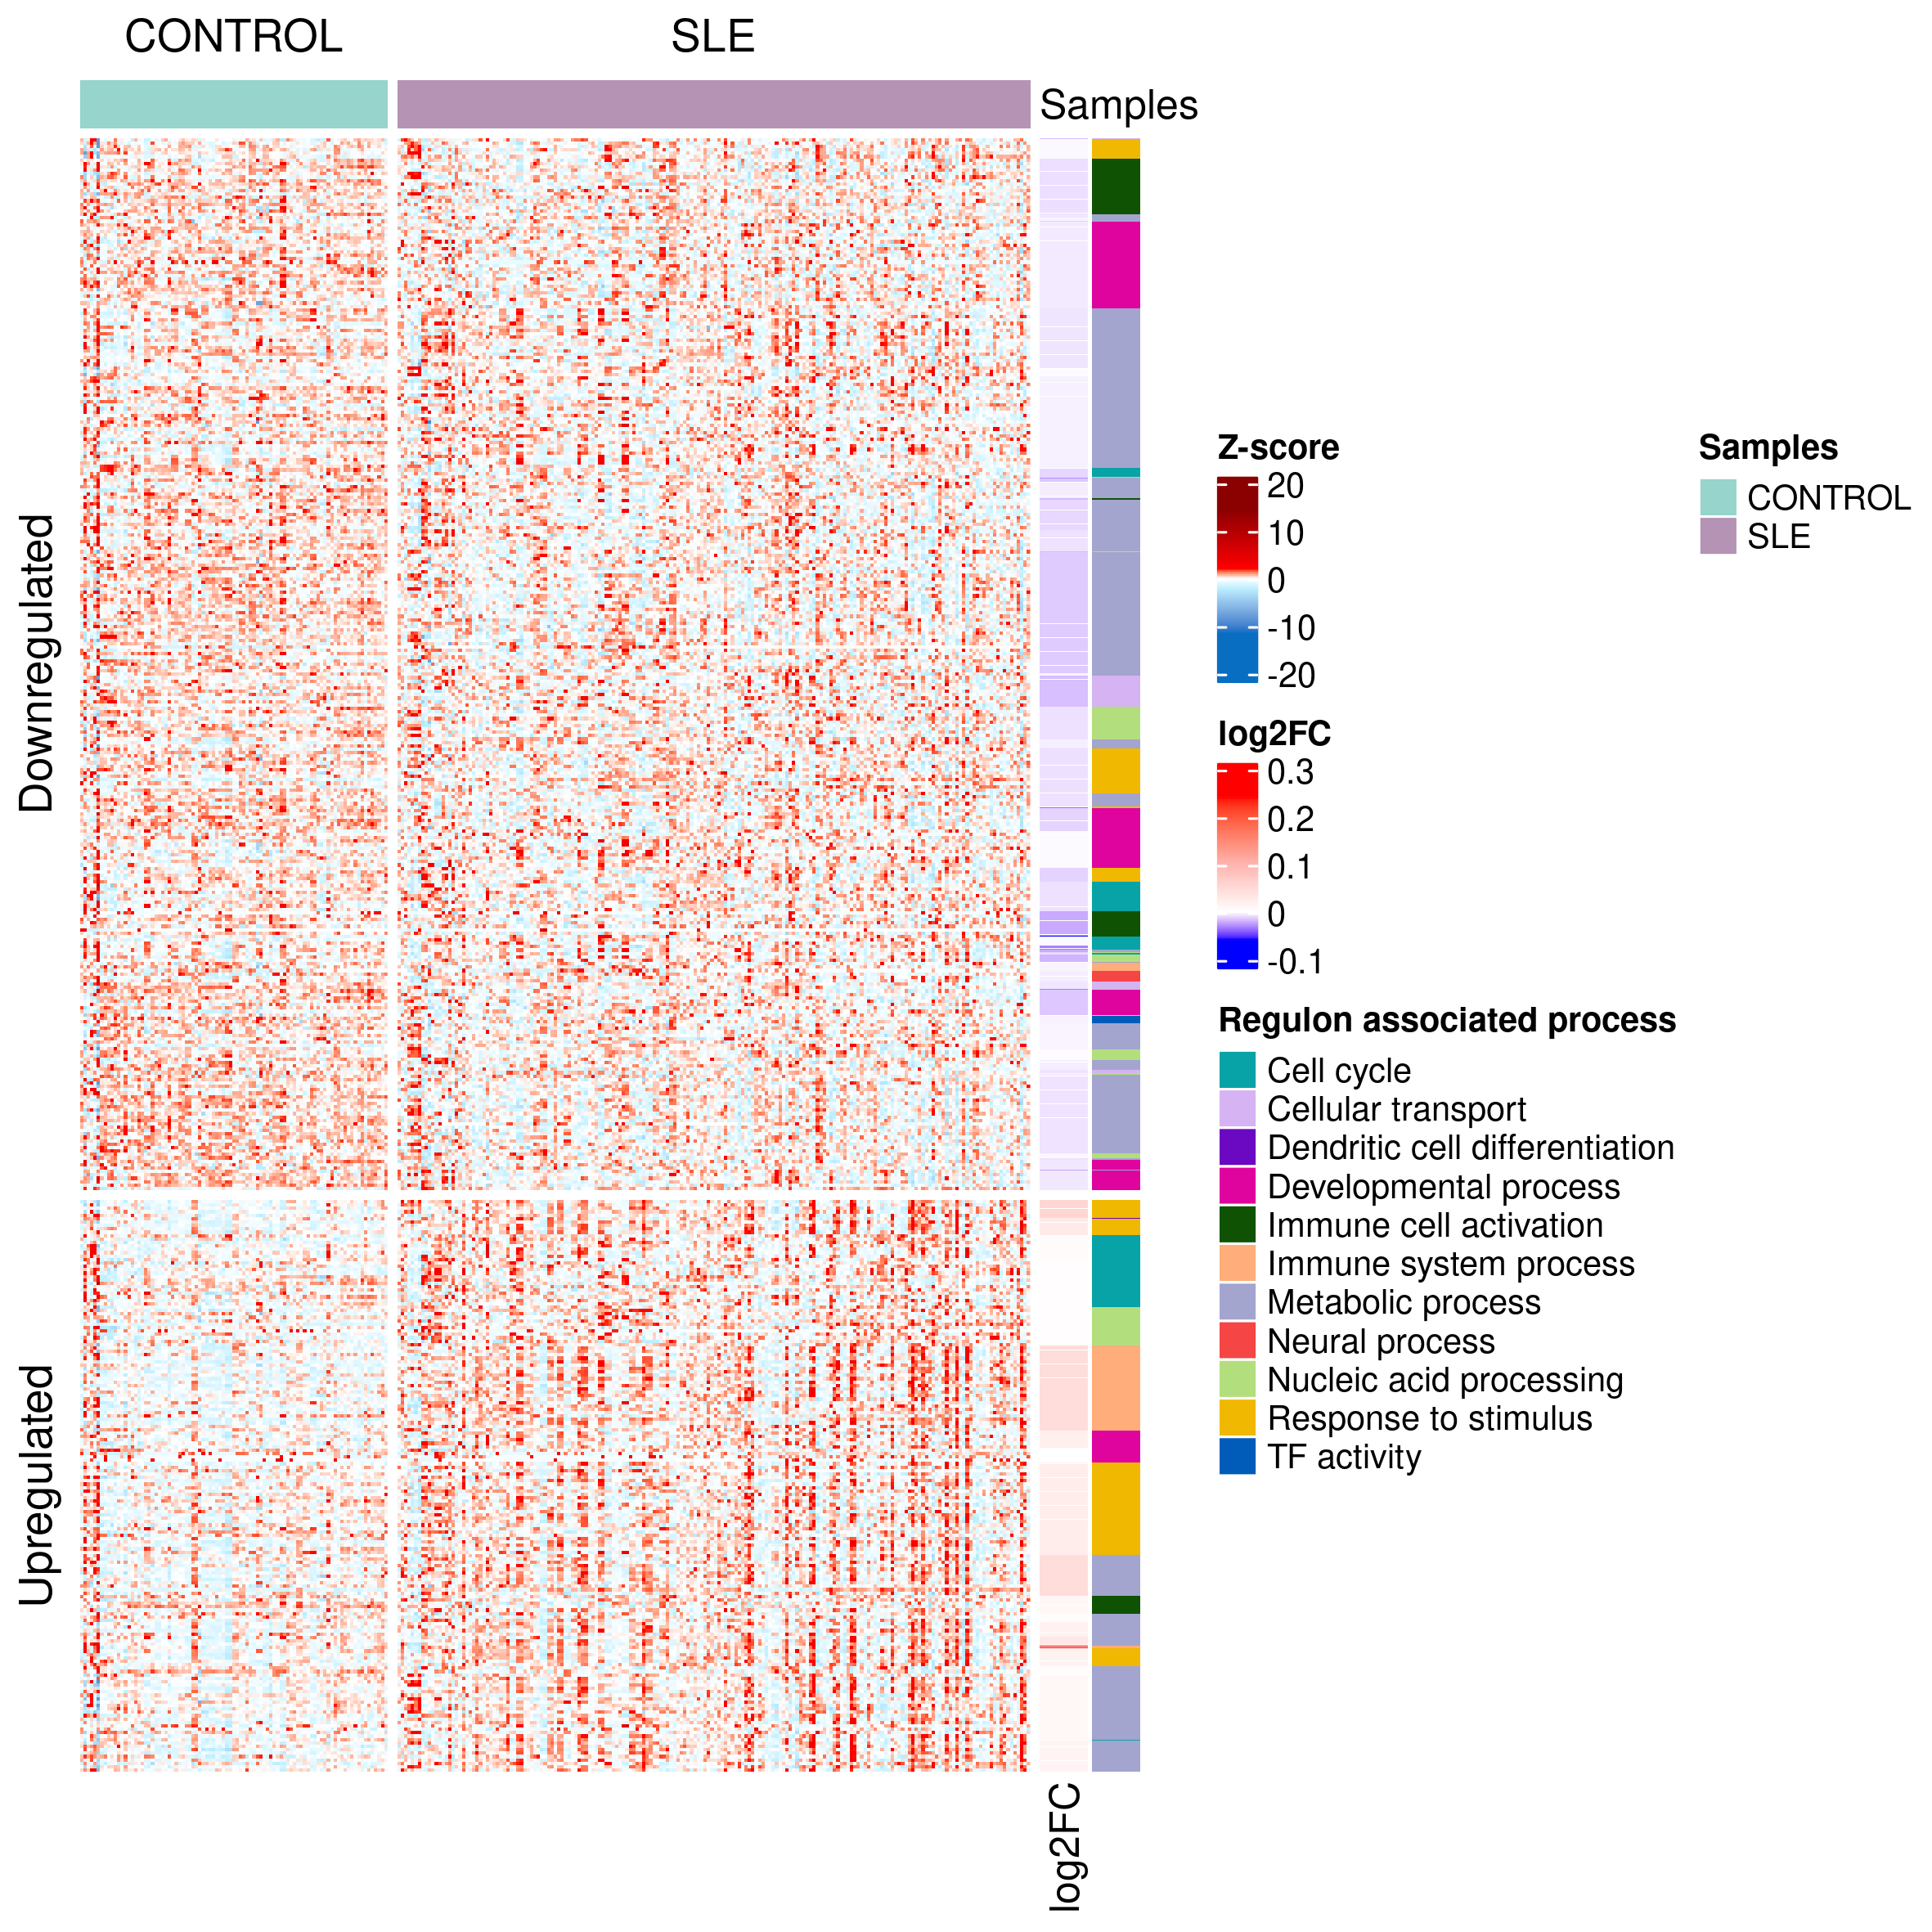 CONTROL
SLE
Samples
Downregulated
Upregulated
log2FC
Z-score
20
10
0
-10
-20
log2FC
0.3
0.2
0.1
0
-0.1
Regulon associated process
Cell cycle
Cellular transport
Dendritic cell differentiation
Developmental process
Immune cell activation
Immune system process
Metabolic process
Neural process
Nucleic acid processing
Response to stimulus
TF activity
Samples
CONTROL
SLE